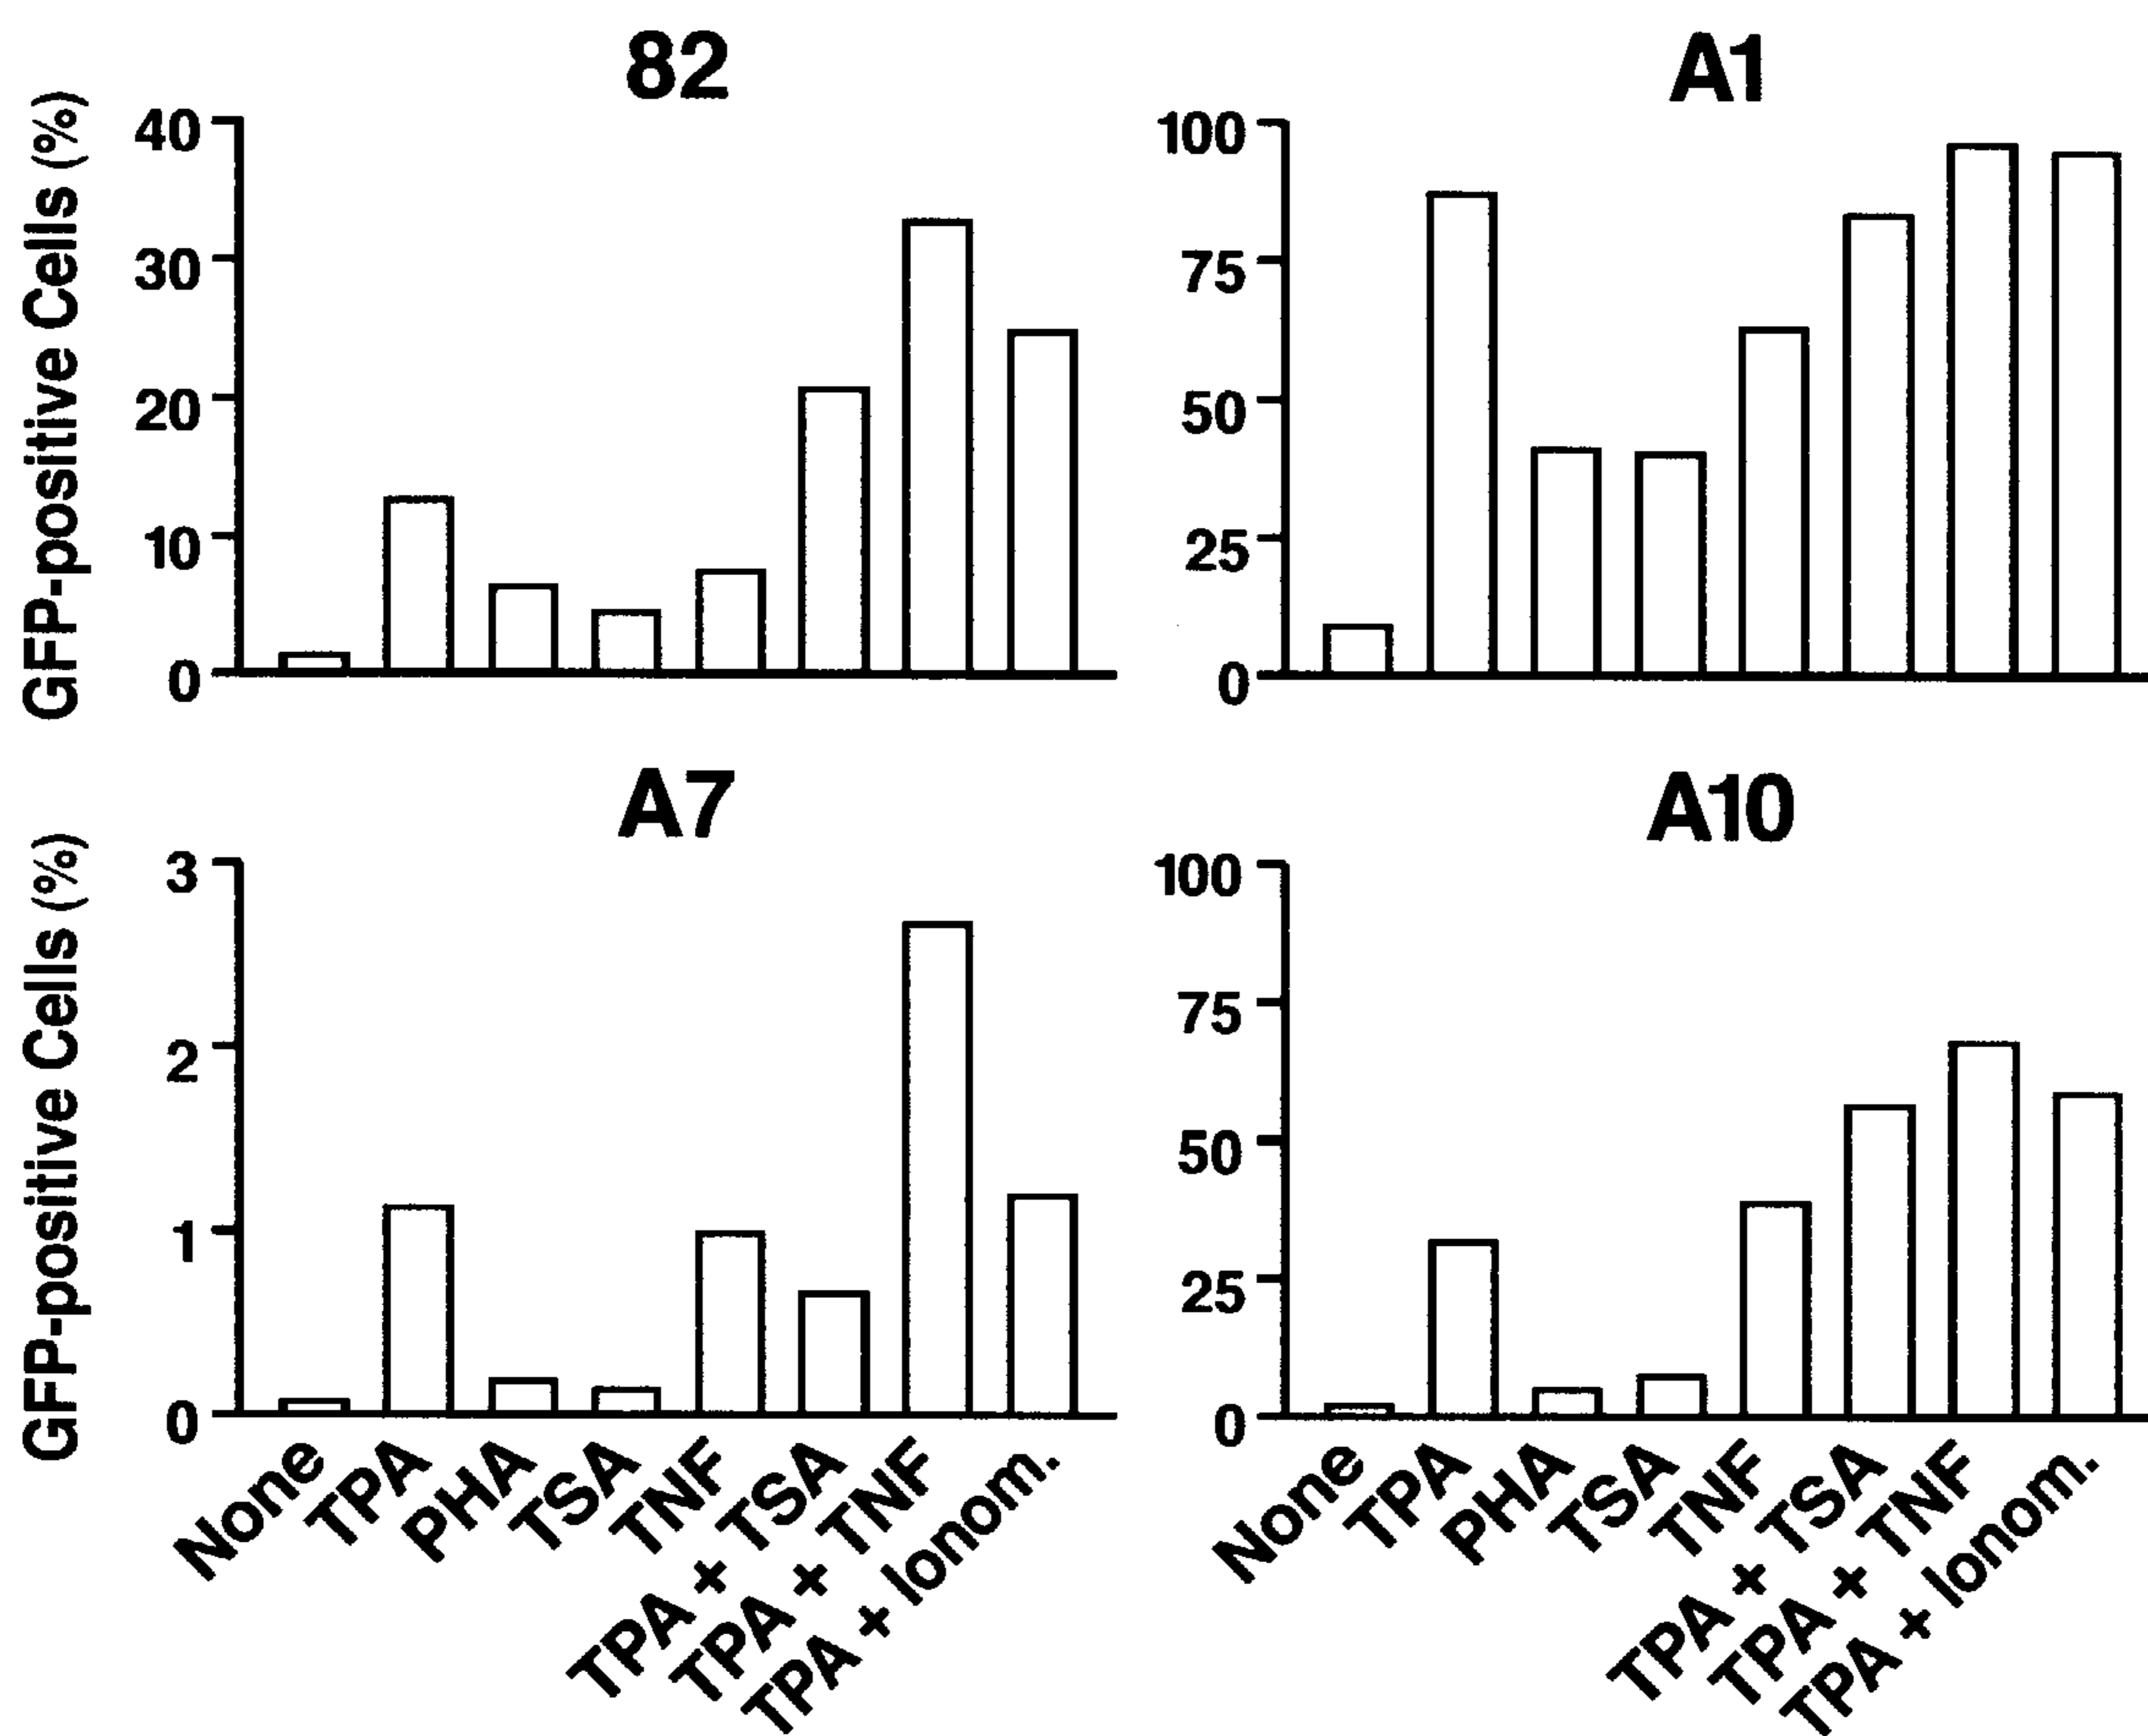 82
GFP-positive Cells (%)
40
30
20
10
0
A1
100
75
50
25
0
A7
GFP-positive Cells (%)
3
2
1
0
None
TPA
PHA
TSA
TNF
TPA + TSA
TPA + TNF
TPA + Ionom.
A10
100
75
50
25
0
None
TPA
PHA
TSA
TNF
TPA + TSA
TPA + TNF
TPA + Ionom.